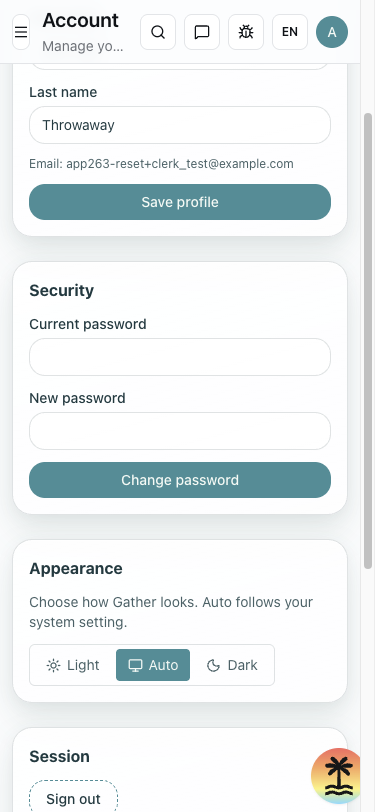 Account
Manage yo...
EN
A
Last name
Throwaway
Email: app263-reset+clerk_test@example.com
Save profile
Security
Current password
New password
Change password
Appearance
Choose how Gather looks. Auto follows your
system setting.
Light
Auto
Dark
Session
Sign out